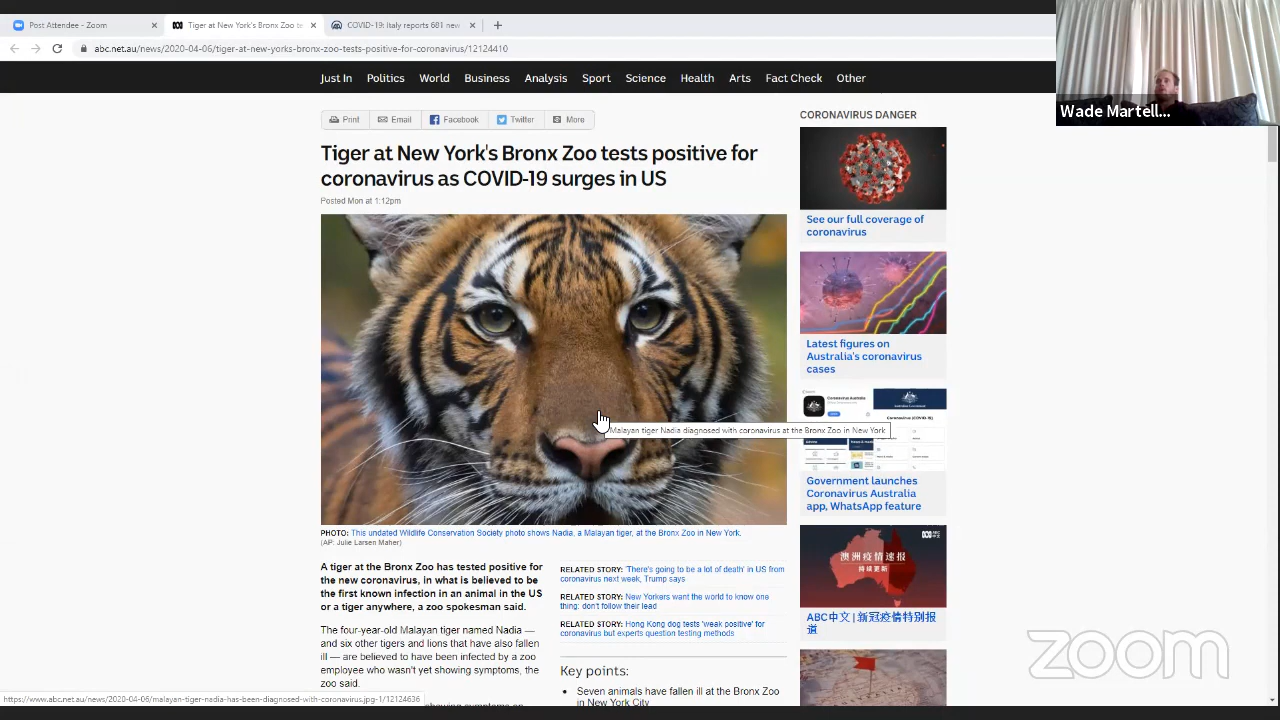 Post Attendee - Zoom
Tiger at New York's Bronx Zoo te
COVID-19: Italy reports 681 new
abc.net.au/news/2020-04-06/tiger-at-new-yorks-bronx-zoo-tests-positive-for-coronavirus/12124410
Just In Politics World Business Analysis Sport Science Health Arts Fact Check Other
Wade Martell...
Print Email Facebook Twitter More
Tiger at New York's Bronx Zoo tests positive for
coronavirus as COVID-19 surges in US
Posted Mon at 1:12pm
Malayan tiger Nadia diagnosed with coronavirus at the Bronx Zoo in New York
PHOTO: This undated Wildlife Conservation Society photo shows Nadia, a Malayan tiger, at the Bronx Zoo in New York.
(AP: Julie Larsen Maher)
A tiger at the Bronx Zoo has tested positive for
the new coronavirus, in what is believed to be
the first known infection in an animal in the US
or a tiger anywhere, a zoo spokesman said.
The four-year-old Malayan tiger named Nadia —
and six other tigers and lions that have also fallen
ill — are believed to have been infected by a zoo
employee who wasn't yet showing symptoms, the
zoo said.
RELATED STORY: 'There's going to be a lot of death' in US from
coronavirus next week, Trump says
RELATED STORY: New Yorkers want the world to know one
thing: don't follow their lead
RELATED STORY: Hong Kong dog tests 'weak positive' for
coronavirus but experts question testing methods
Key points:
• Seven animals have fallen ill at the Bronx Zoo
in New York City
CORONAVIRUS DANGER
See our full coverage of
coronavirus
Latest figures on
Australia's coronavirus
cases
Coronavirus Australia
Government launches
Coronavirus Australia
app, WhatsApp feature
澳洲疫情速报
持续更新
ABC中文 | 新冠疫情特别报
道
zoom
https://www.abc.net.au/news/2020-04-06/malayan-tiger-nadia-has-been-diagnosed-with-coronavirus.jpg-1/12124636